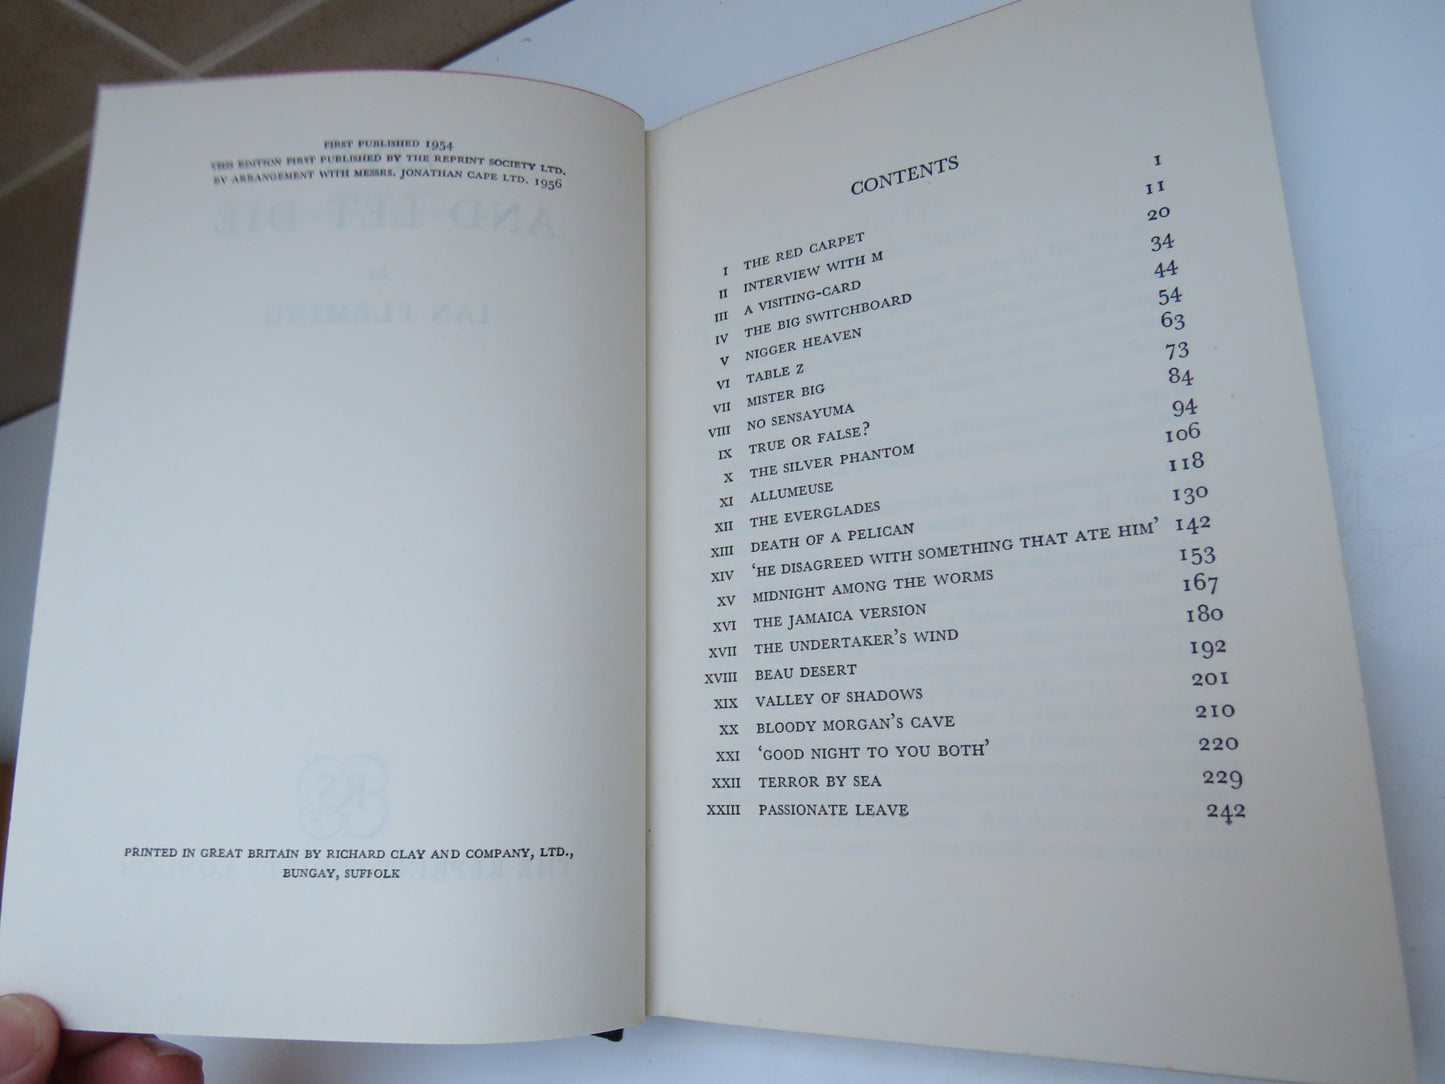 FIRST PUBLISHED 1954
THIS EDITION FIRST PUBLISHED BY THE REPRINT SOCIETY LTD.
BY ARRANGEMENT WITH MESSRS. JONATHAN CAPE LTD. 1956
AND LET DIE
IAN FLEMING
RS
PRINTED IN GREAT BRITAIN BY RICHARD CLAY AND COMPANY, LTD.,
BUNGAY, SUFFOLK
CONTENTS
I THE RED CARPET 1
II INTERVIEW WITH M 11
III A VISITING-CARD 20
IV THE BIG SWITCHBOARD 34
V NIGGER HEAVEN 44
VI TABLE Z 54
VII MISTER BIG 63
VIII NO SENSAYUMA 73
IX TRUE OR FALSE? 84
X THE SILVER PHANTOM 94
XI ALLUMEUSE 106
XII THE EVERGLADES 118
XIII DEATH OF A PELICAN 130
XIV ‘HE DISAGREED WITH SOMETHING THAT ATE HIM’ 142
XV MIDNIGHT AMONG THE WORMS 153
XVI THE JAMAICA VERSION 167
XVII THE UNDERTAKER’S WIND 180
XVIII BEAU DESERT 192
XIX VALLEY OF SHADOWS 201
XX BLOODY MORGAN’S CAVE 210
XXI ‘GOOD NIGHT TO YOU BOTH’ 220
XXII TERROR BY SEA 229
XXIII PASSIONATE LEAVE 242